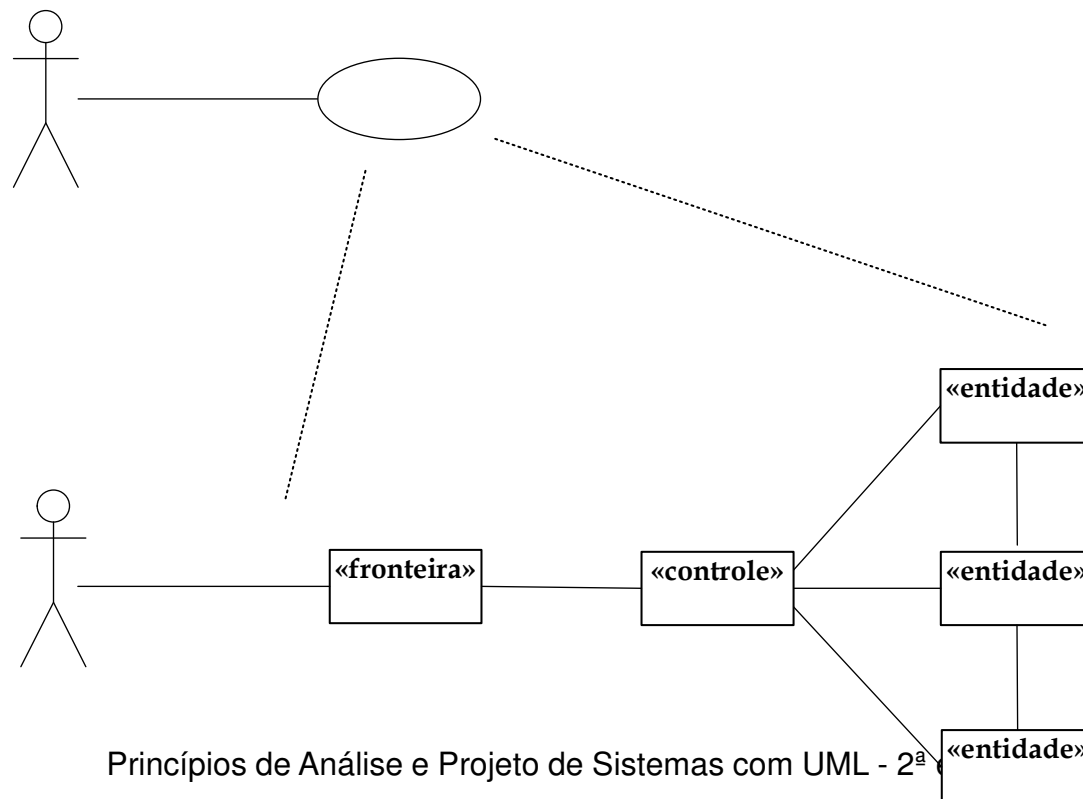 «entidade»
«fronteira»
«controle»
«entidade»
«entidade»
Princípios de Análise e Projeto de Sistemas com UML - 2ª